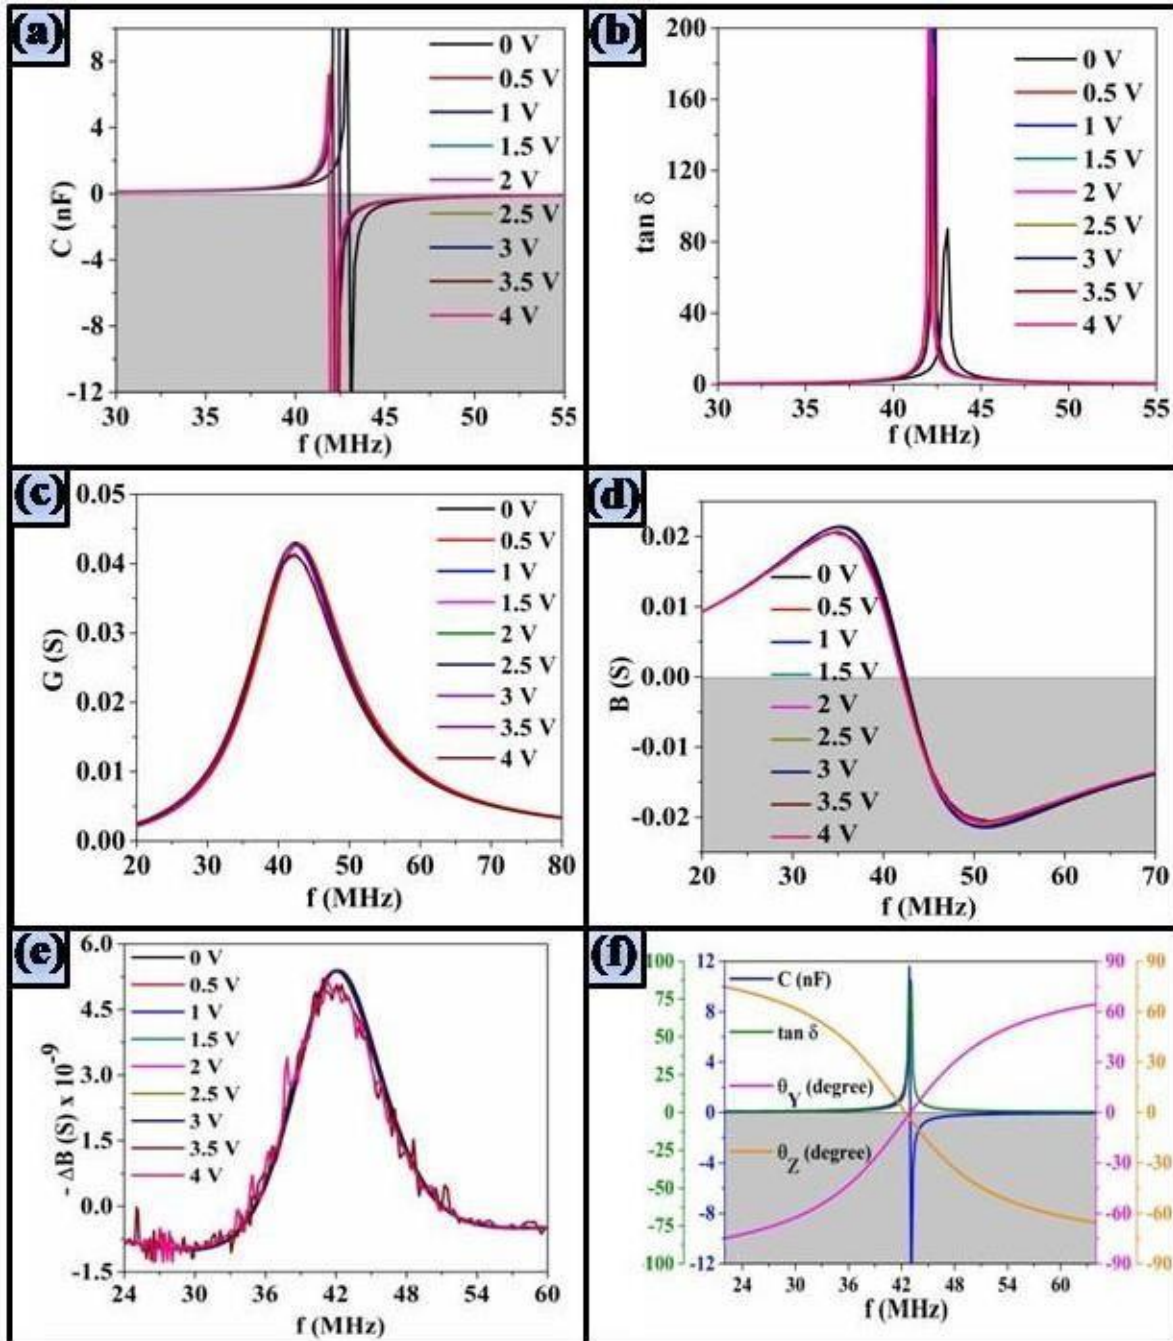 (a)
8
4
0
-4
-8
-12
C (nF)
0 V
0.5 V
1 V
1.5 V
2 V
2.5 V
3 V
3.5 V
4 V
30 35 40 45 50 55
f (MHz)
(b)
200
160
120
80
40
0
tan δ
0 V
0.5 V
1 V
1.5 V
2 V
2.5 V
3 V
3.5 V
4 V
30 35 40 45 50 55
f (MHz)
(c)
0.05
0.04
0.03
0.02
0.01
0.00
G (S)
0 V
0.5 V
1 V
1.5 V
2 V
2.5 V
3 V
3.5 V
4 V
20 30 40 50 60 70 80
f (MHz)
(d)
0.02
0.01
0.00
-0.01
-0.02
B (S)
0 V
0.5 V
1 V
1.5 V
2 V
2.5 V
3 V
3.5 V
4 V
20 30 40 50 60 70
f (MHz)
(e)
6.0
4.5
3.0
1.5
0.0
-1.5
- ΔB (S) x 10-9
0 V
0.5 V
1 V
1.5 V
2 V
2.5 V
3 V
3.5 V
4 V
24 30 36 42 48 54 60
f (MHz)
(f)
100 12 90 90
75
8 60 60
50
4 30 30
25
0 0 0 0
-25
-4 -30 -30
-50
-8 -60 -60
-75
-100 -12 -90 -90
C (nF)
tan δ
θY (degree)
θZ (degree)
24 30 36 42 48 54 60
f (MHz)